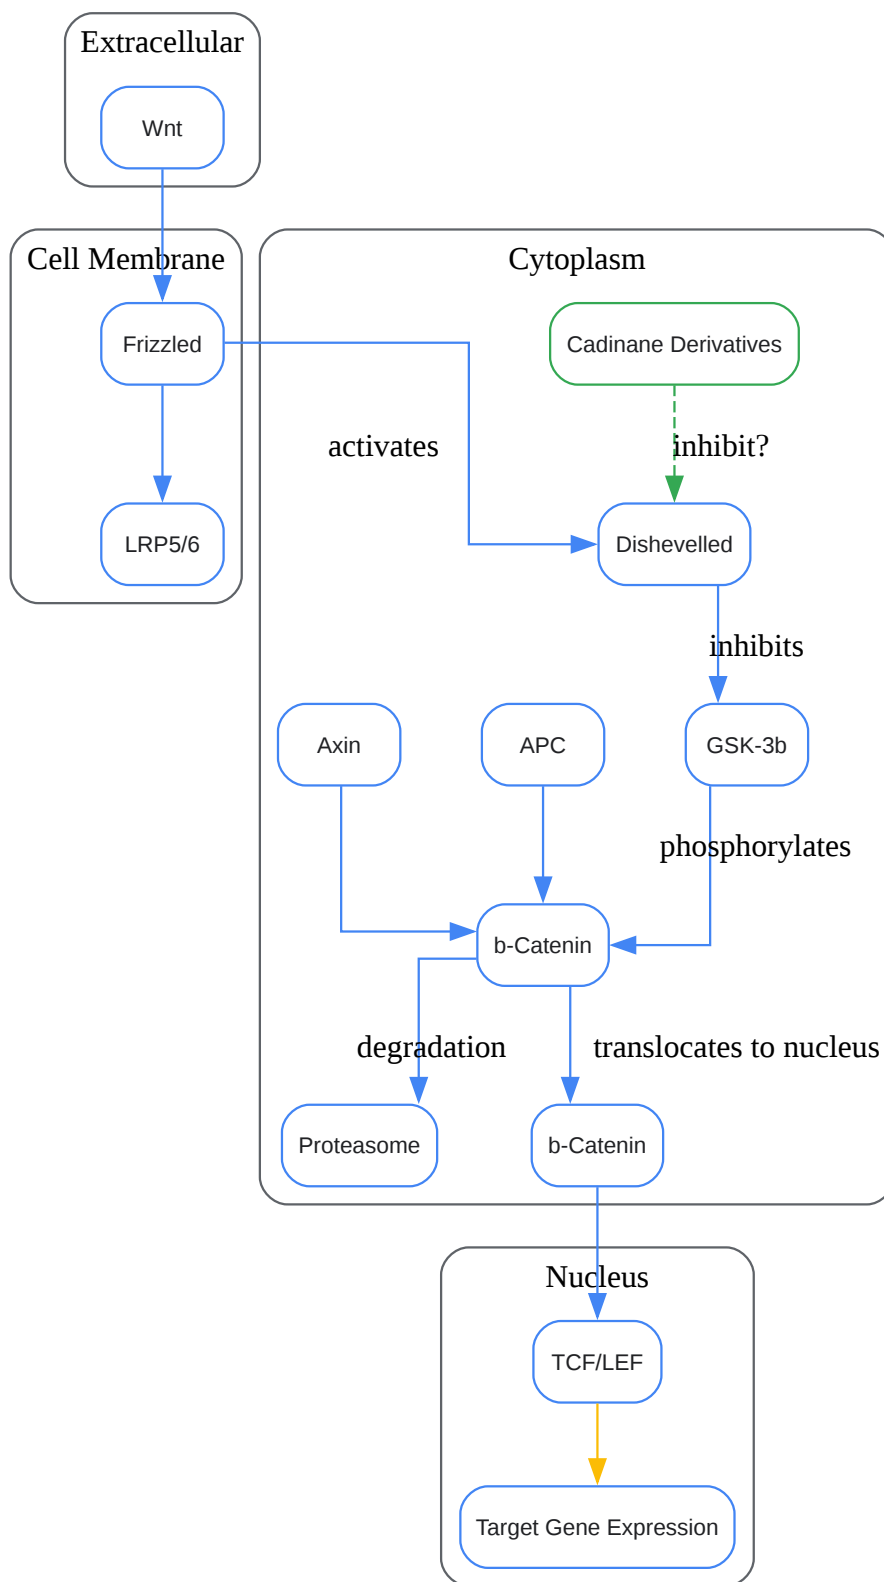 Extracellular
Wnt
Cell Membrane
Cytoplasm
Frizzled
Cadinane Derivatives
activates
inhibit?
LRP5/6
Dishevelled
inhibits
Axin
APC
GSK-3b
phosphorylates
b-Catenin
degradation
translocates to nucleus
Proteasome
b-Catenin
Nucleus
TCF/LEF
Target Gene Expression